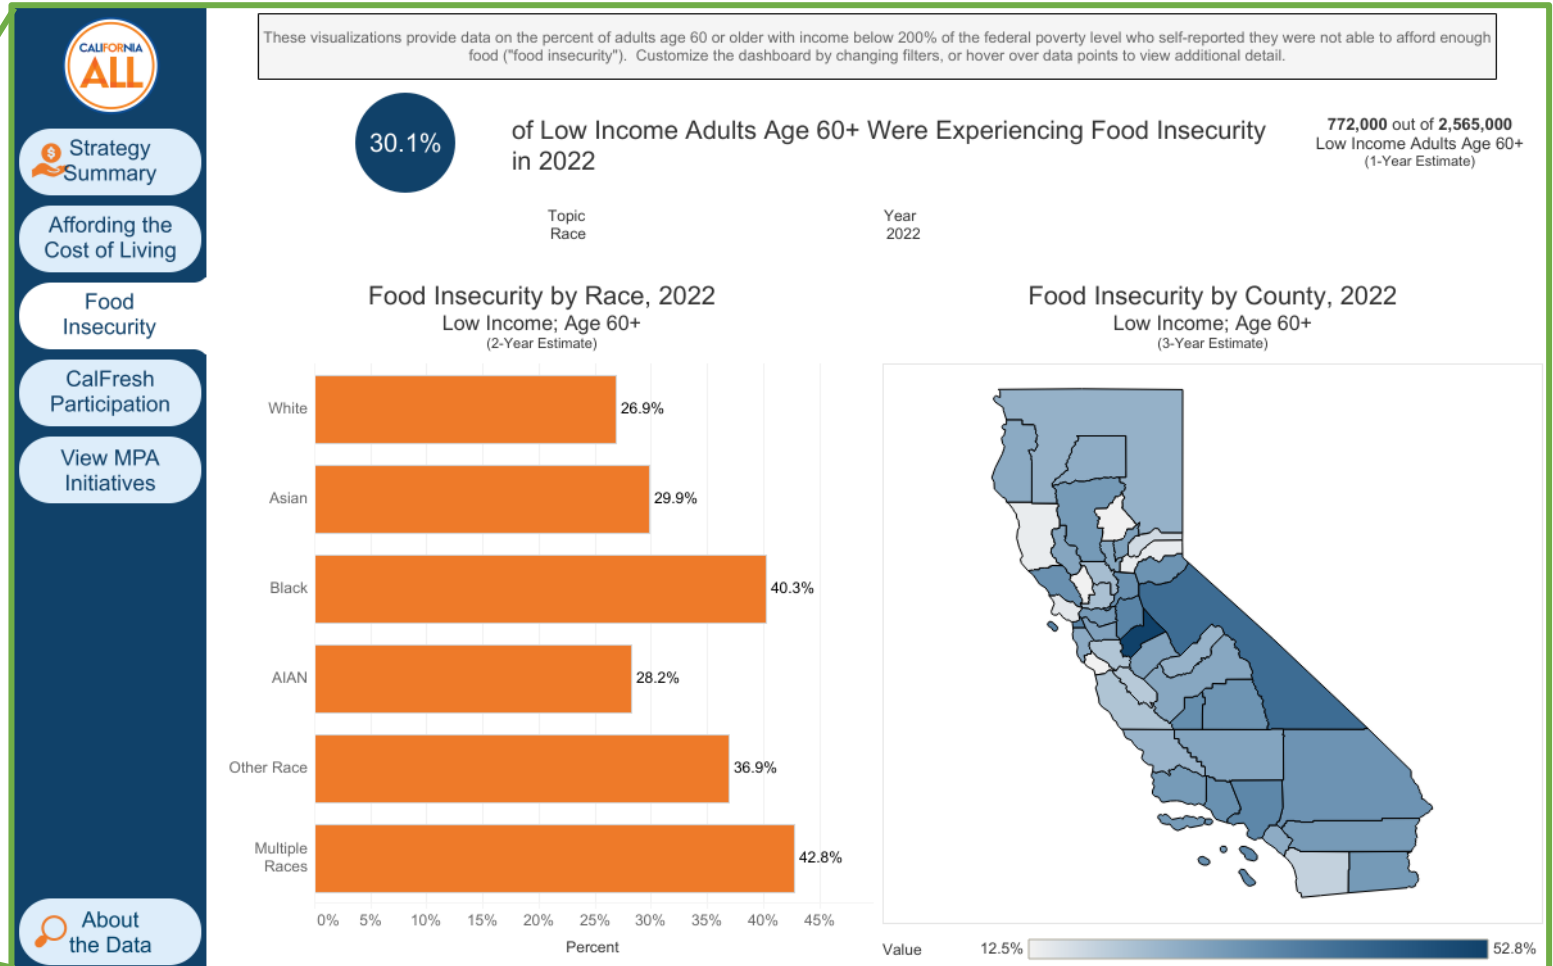 CALIFORNIA
ALL
Strategy
Summary
Affording the
Cost of Living
Food
Insecurity
CalFresh
Participation
View MPA
Initiatives
About
the Data
These visualizations provide data on the percent of adults age 60 or older with income below 200% of the federal poverty level who self-reported they were not able to afford enough
food ("food insecurity").  Customize the dashboard by changing filters, or hover over data points to view additional detail.
30.1%
of Low Income Adults Age 60+ Were Experiencing Food Insecurity
in 2022
772,000 out of 2,565,000
Low Income Adults Age 60+
(1-Year Estimate)
Topic
Race
Year
2022
Food Insecurity by Race, 2022
Low Income; Age 60+
(2-Year Estimate)
White 26.9%
Asian 29.9%
Black 40.3%
AIAN 28.2%
Other Race 36.9%
Multiple
Races 42.8%
0% 5% 10% 15% 20% 25% 30% 35% 40% 45%
Percent
Food Insecurity by County, 2022
Low Income; Age 60+
(3-Year Estimate)
Value 12.5% 52.8%